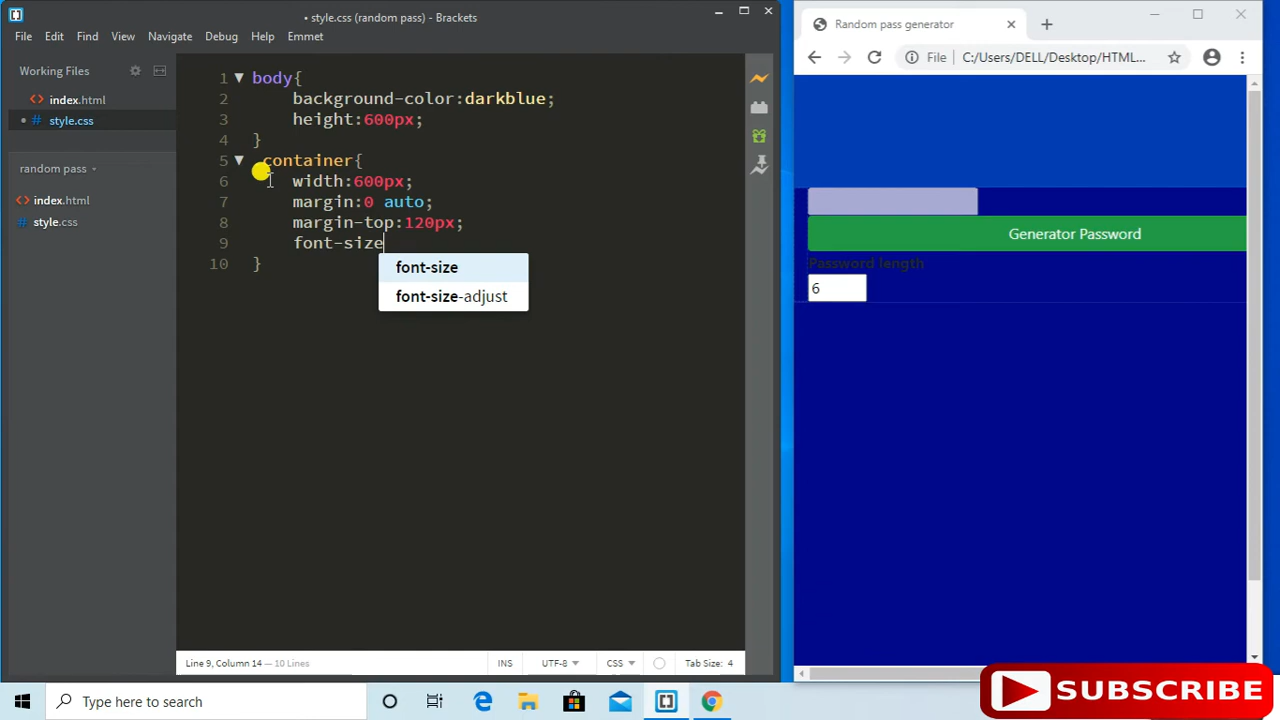 • style.css (random pass) - Brackets
File Edit Find View Navigate Debug Help Emmet
Working Files
index.html
• # style.css
random pass
index.html
# style.css
1 body{
2 background-color:darkblue;
3 height:600px;
4 }
5 container{
6 width:600px;
7 margin:0 auto;
8 margin-top:120px;
9 font-size
10 }
font-size
font-size-adjust
Line 9, Column 14 — 10 Lines
INS UTF-8 CSS Tab Size: 4
Random pass generator
File C:/Users/DELL/Desktop/HTML...
Generator Password
Password length
6
Type here to search
SUBSCRIBE